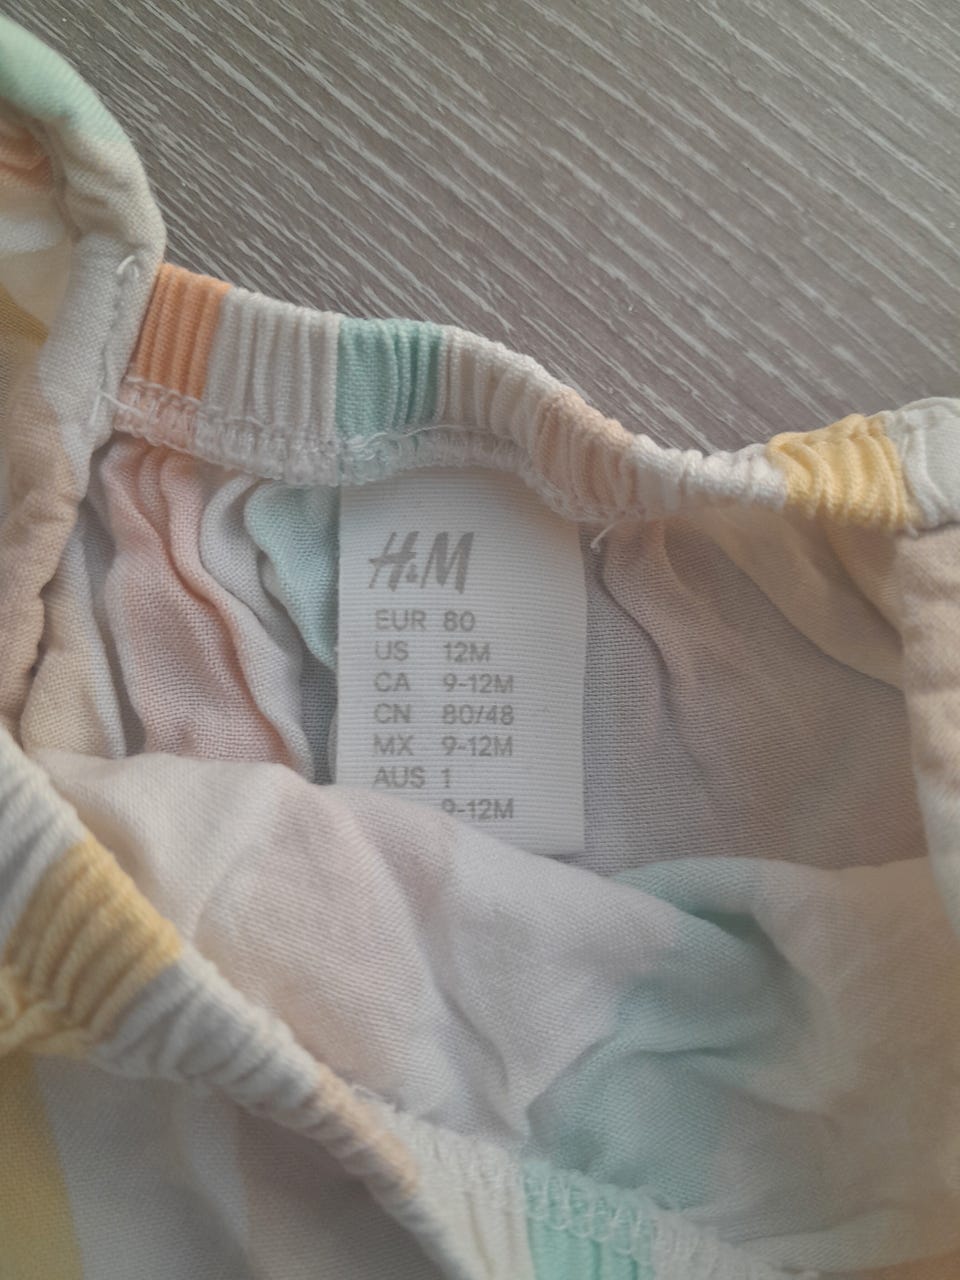 H&M
EUR 80
US 12M
CA 9-12M
CN 80/48
MX 9-12M
AUS 1
9-12M